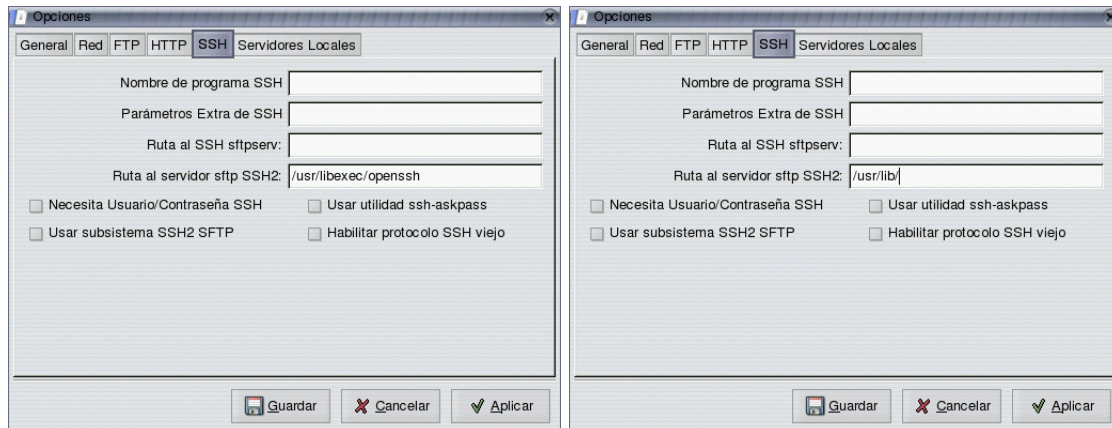 Opciones
General Red FTP HTTP SSH Servidores Locales
Nombre de programa SSH
Parámetros Extra de SSH
Ruta al SSH sftpserv:
Ruta al servidor sftp SSH2: /usr/libexec/openssh
Necesita Usuario/Contraseña SSH Usar utilidad ssh-askpass
Usar subsistema SSH2 SFTP Habilitar protocolo SSH viejo
Guardar Cancelar Aplicar
Opciones
General Red FTP HTTP SSH Servidores Locales
Nombre de programa SSH
Parámetros Extra de SSH
Ruta al SSH sftpserv:
Ruta al servidor sftp SSH2: /usr/lib/
Necesita Usuario/Contraseña SSH Usar utilidad ssh-askpass
Usar subsistema SSH2 SFTP Habilitar protocolo SSH viejo
Guardar Cancelar Aplicar